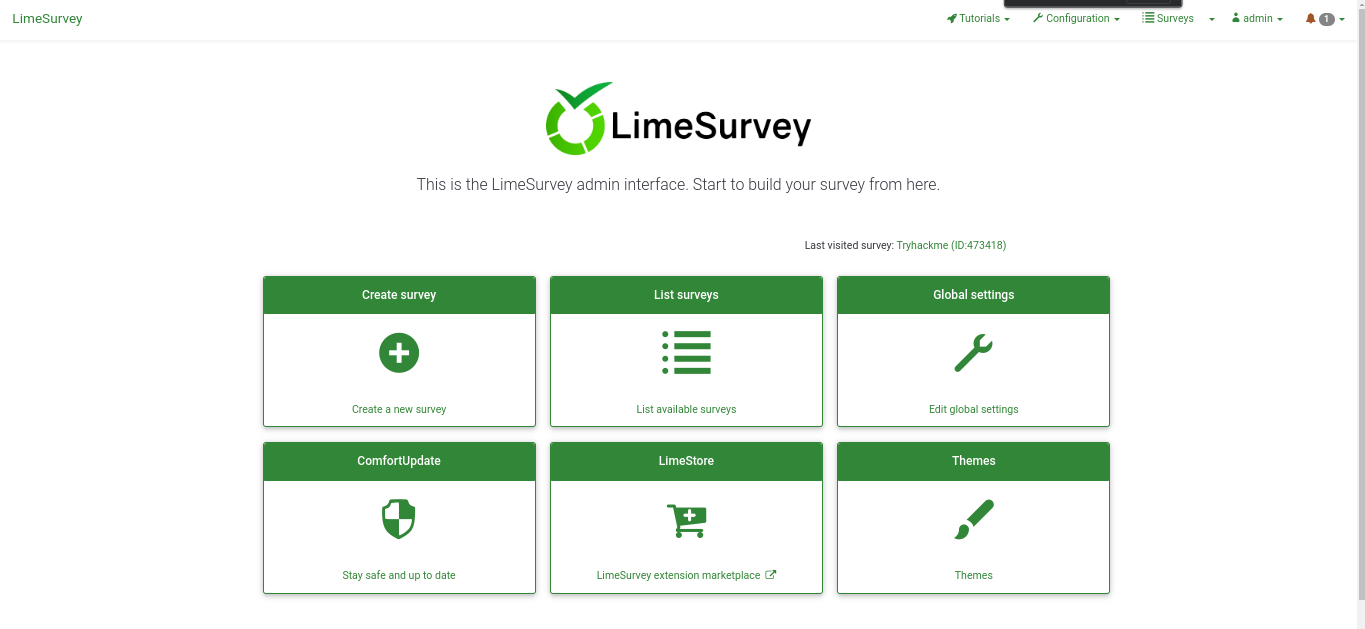 LimeSurvey Tutorials Configuration Surveys admin 1
LimeSurvey
This is the LimeSurvey admin interface. Start to build your survey from here.
Last visited survey: Tryhackme (ID:473418)
Create survey
Create a new survey
List surveys
List available surveys
Global settings
Edit global settings
ComfortUpdate
Stay safe and up to date
LimeStore
LimeSurvey extension marketplace
Themes
Themes